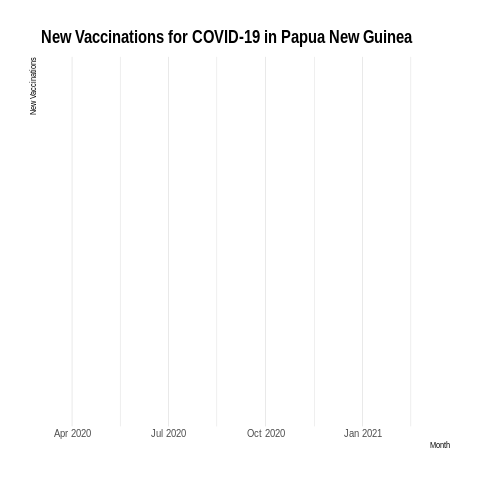 New Vaccinations for COVID-19 in Papua New Guinea
New Vaccinations
Apr 2020
Jul 2020
Oct 2020
Jan 2021
Month